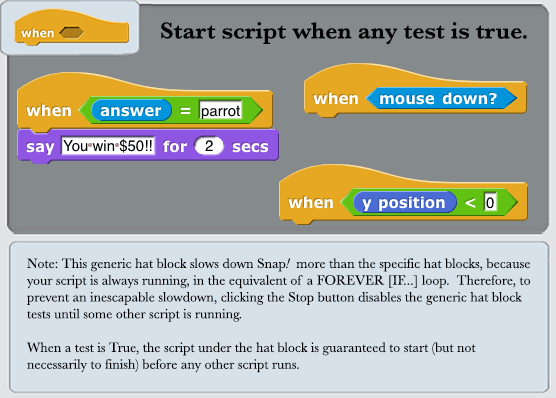 when
Start script when any test is true.
when answer = parrot
say You win $50!! for 2 secs
when mouse down?
when y position < 0
Note: This generic hat block slows down Snap! more than the specific hat blocks, because
your script is always running, in the equivalent of a FOREVER [IF...] loop. Therefore, to
prevent an inescapable slowdown, clicking the Stop button disables the generic hat block
tests until some other script is running.
When a test is True, the script under the hat block is guaranteed to start (but not
necessarily to finish) before any other script runs.